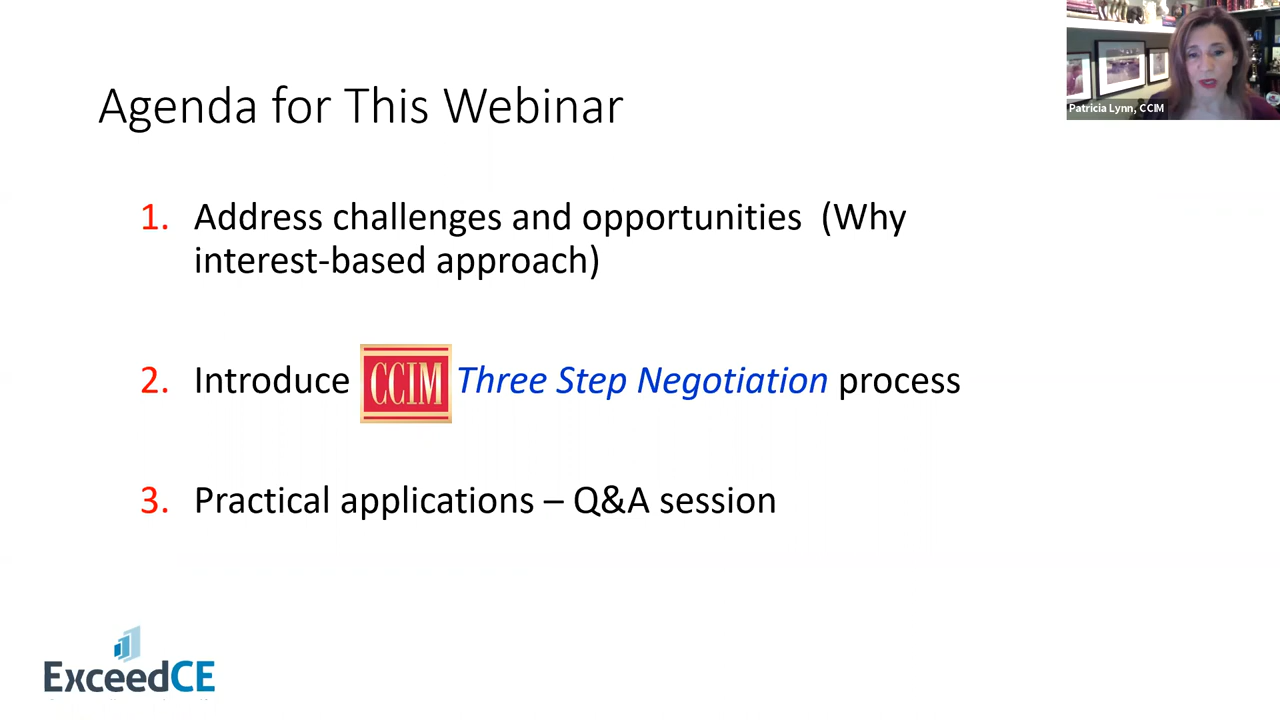 Patricia Lynn, CCIM
Agenda for This Webinar
1. Address challenges and opportunities (Why
interest-based approach)
2. Introduce CCIM Three Step Negotiation process
3. Practical applications – Q&A session
ExceedCE